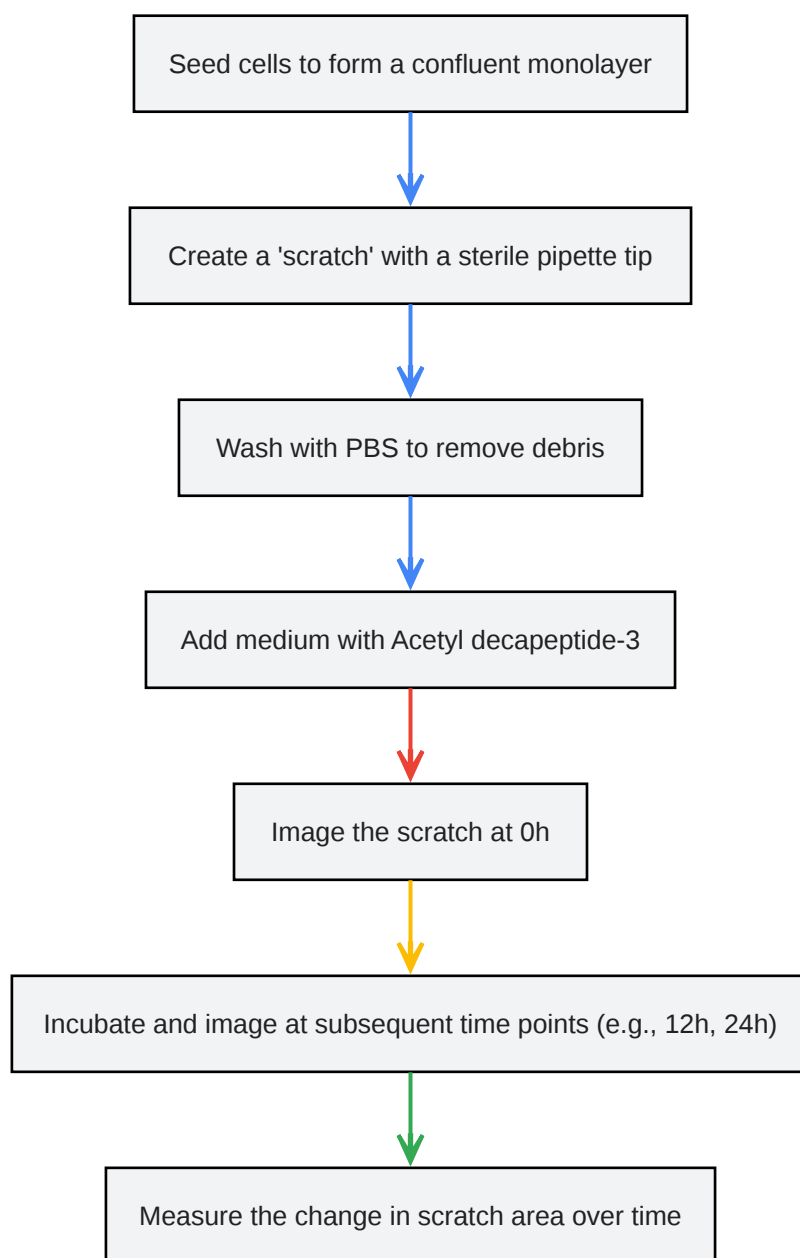 Seed cells to form a confluent monolayer
Create a 'scratch' with a sterile pipette tip
Wash with PBS to remove debris
Add medium with Acetyl decapeptide-3
Image the scratch at 0h
Incubate and image at subsequent time points (e.g., 12h, 24h)
Measure the change in scratch area over time